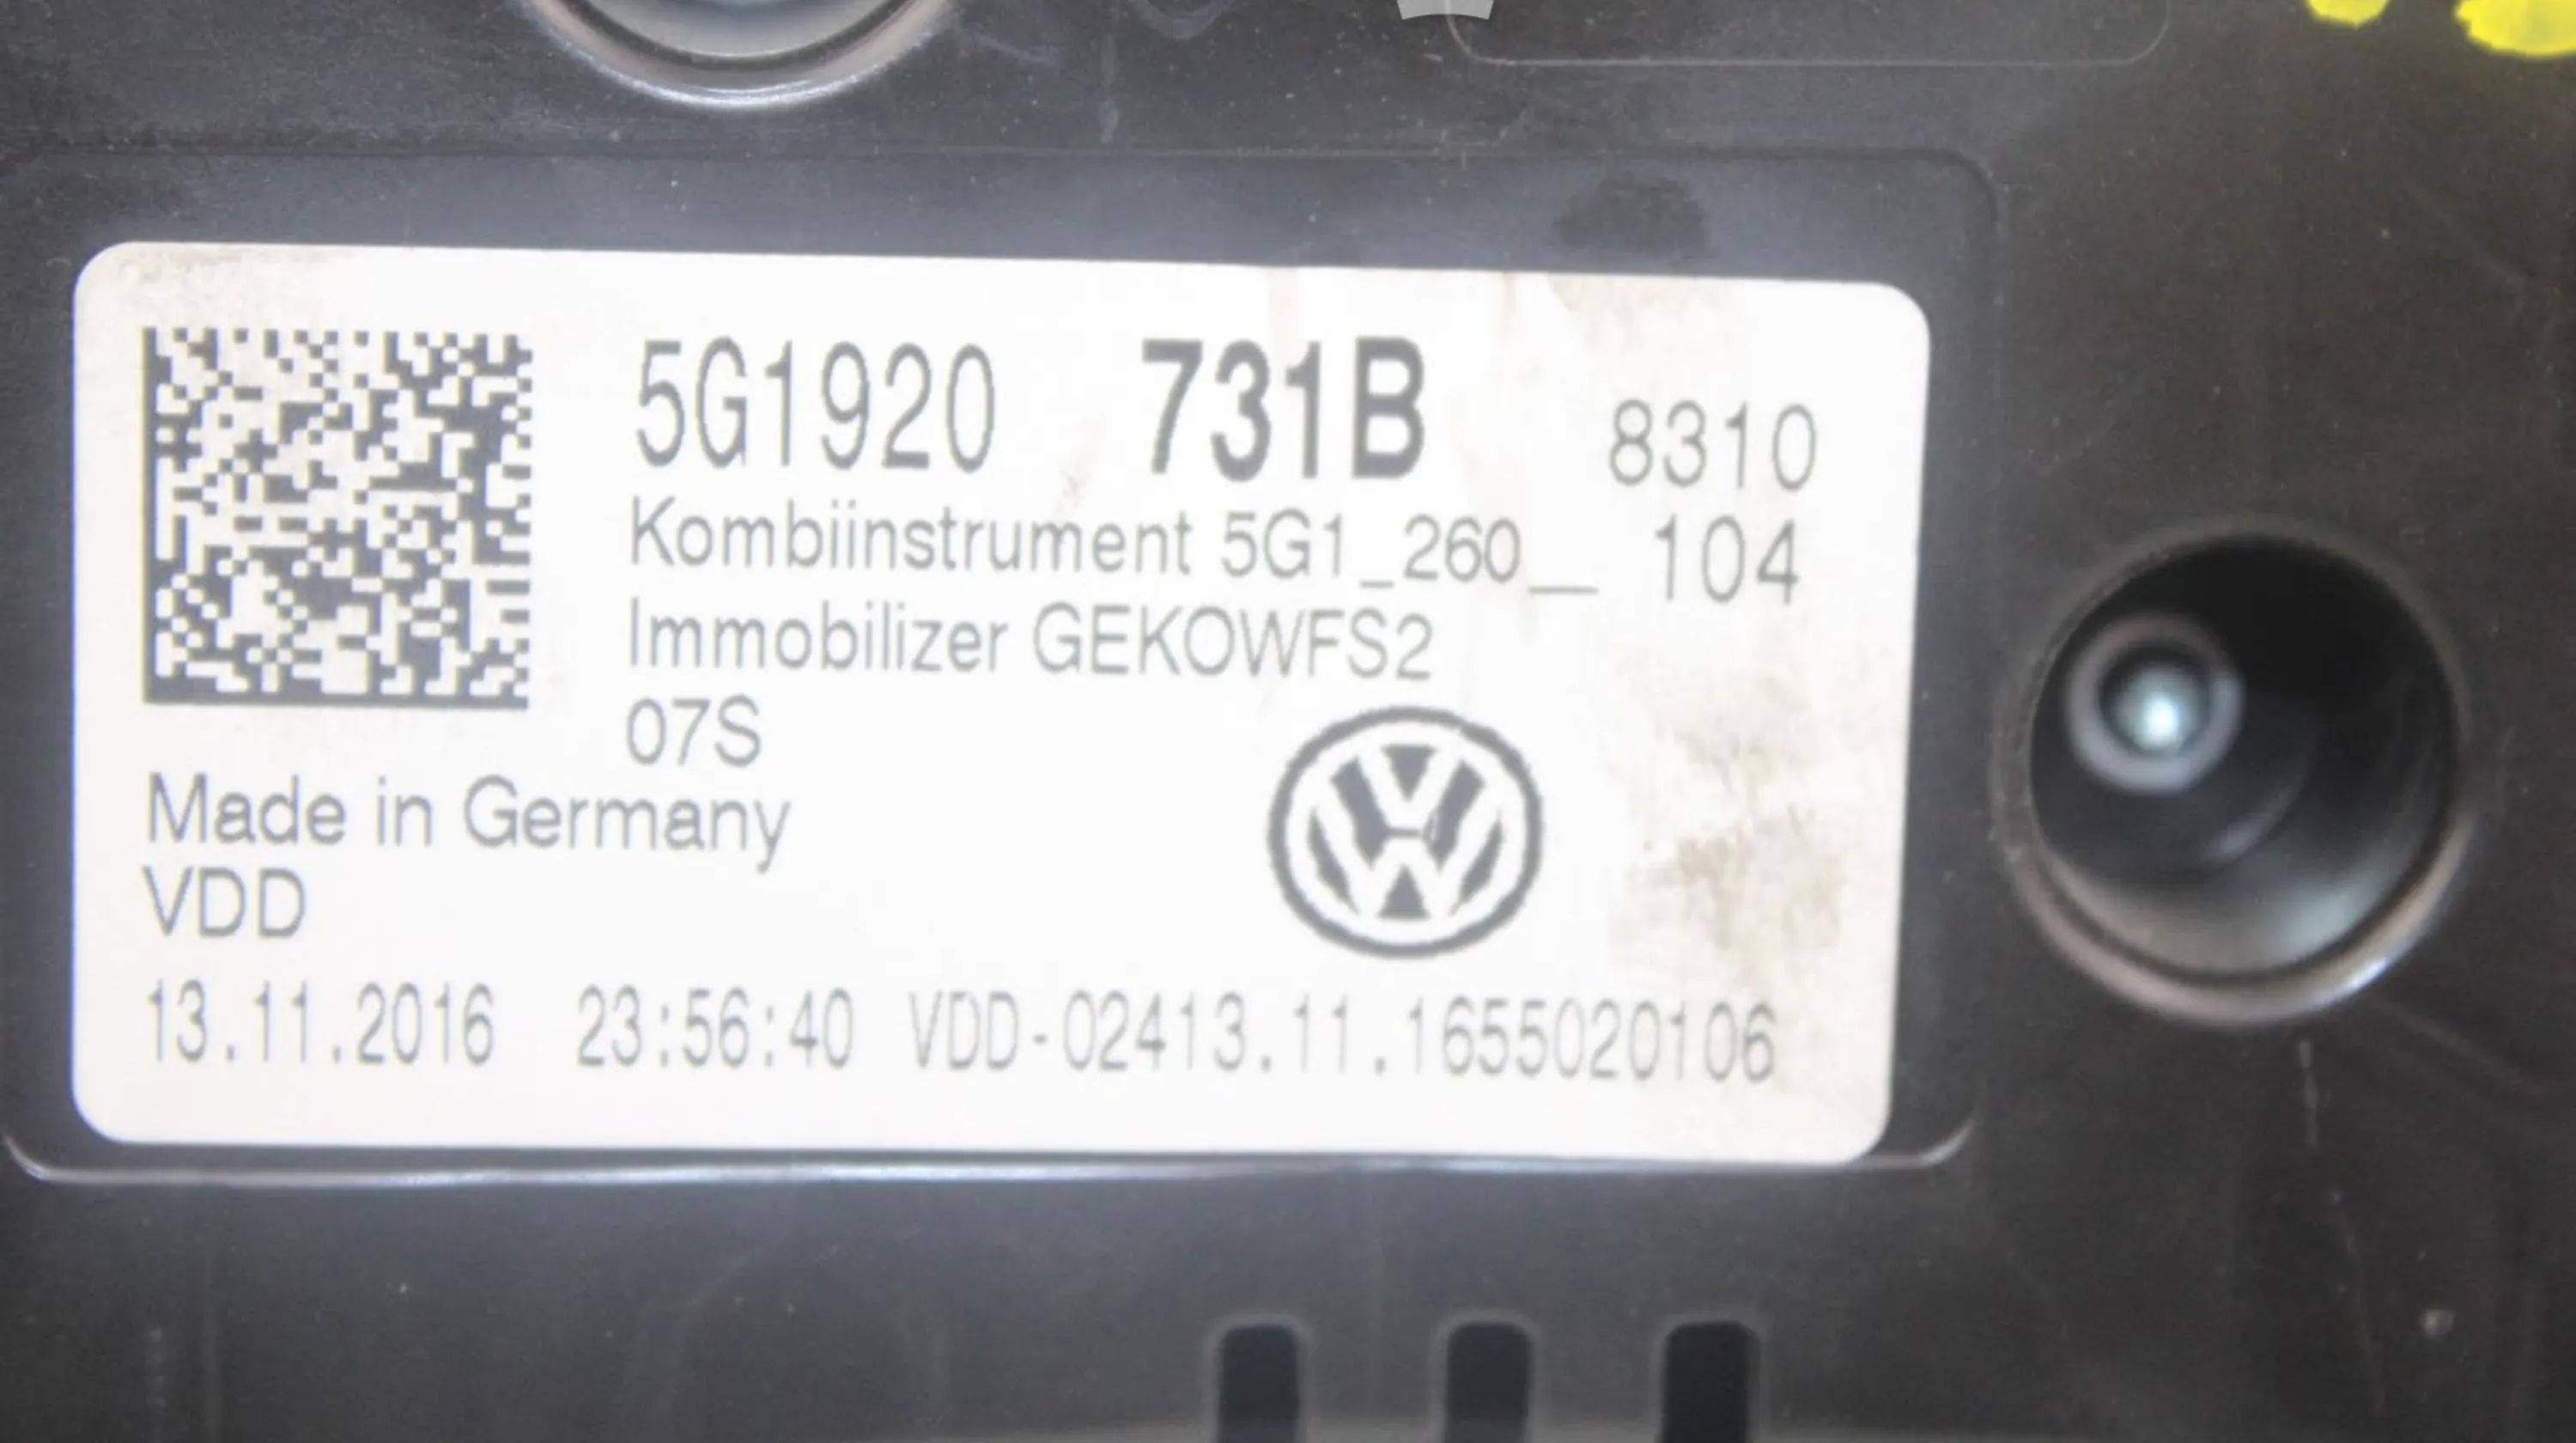 5G1920 731B 8310
Kombiinstrument 5G1_260__ 104
Immobilizer GEKOWFS2
07S
Made in Germany
VDD
13.11.2016 23:56:40 VDD-02413.11.1655020106